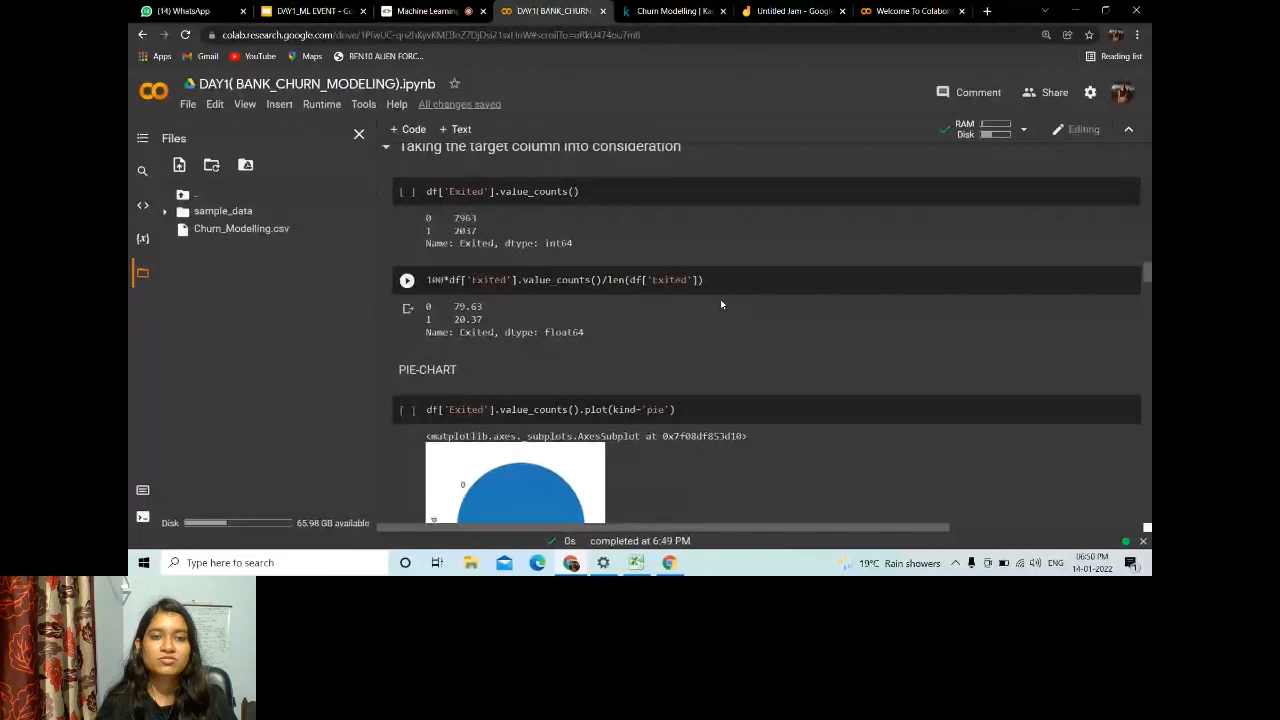 (14) WhatsApp
DAY1_ML EVENT - G
Machine Learning
DAY1( BANK_CHURN
Churn Modelling | Ka
Untitled Jam - Google
Welcome To Colabor
Apps
Gmail
YouTube
Maps
BEN10 ALIEN FORC...
Reading list
DAY1( BANK_CHURN_MODELING).ipynb
File Edit View Insert Runtime Tools Help All changes saved
Comment
Share
Files
+ Code + Text
RAM
Disk
Editing
..
sample_data
Churn_Modelling.csv
Taking the target column into consideration
[ ] df['Exited'].value_counts()
0 7963
1 2037
Name: Exited, dtype: int64
100*df['Exited'].value_counts()/len(df['Exited'])
0 79.63
1 20.37
Name: Exited, dtype: float64
PIE-CHART
[ ] df['Exited'].value_counts().plot(kind='pie')
<matplotlib.axes._subplots.AxesSubplot at 0x7f08df853d10>
0
Disk
65.98 GB available
0s completed at 6:49 PM
Type here to search
19°C Rain showers
ENG
06:50 PM
14-01-2022